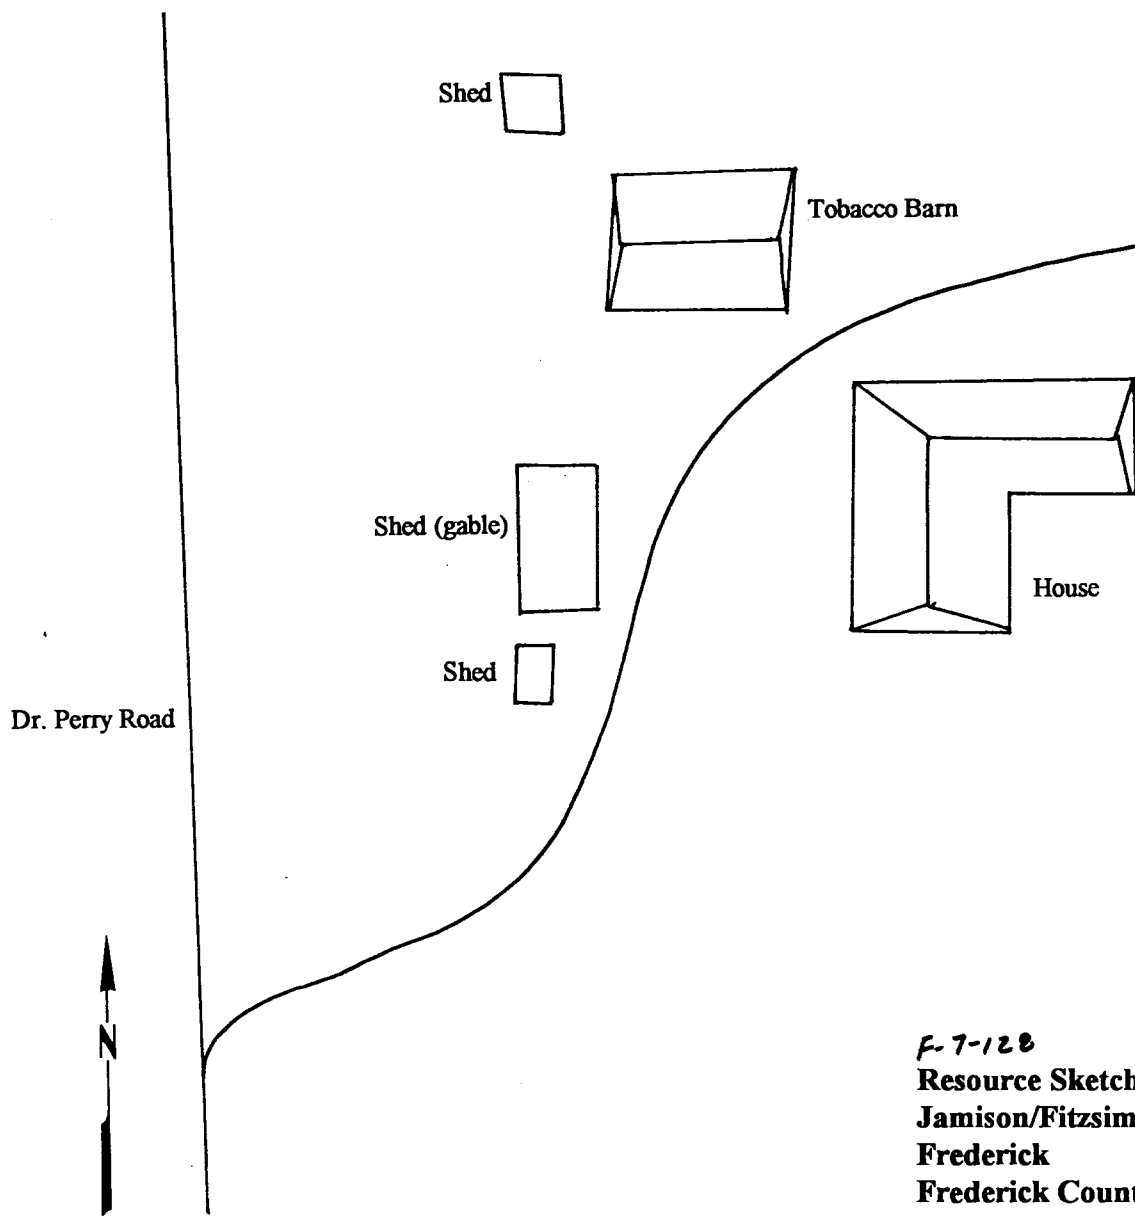 Shed
Tobacco Barn
Shed (gable)
House
Shed
Dr. Perry Road
N
F-7-128
Resource Sketch
Jamison/Fitzsim
Frederick
Frederick Count